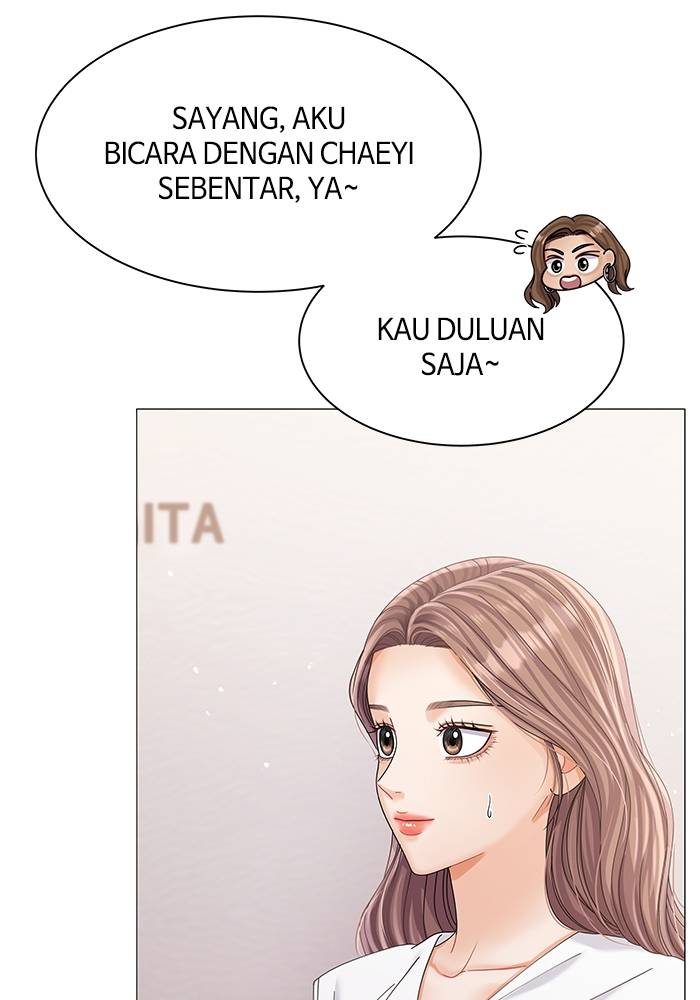 SAYANG, AKU
BICARA DENGAN CHAEYI
SEBENTAR, YA~
KAU DULUAN
SAJA~
ITA